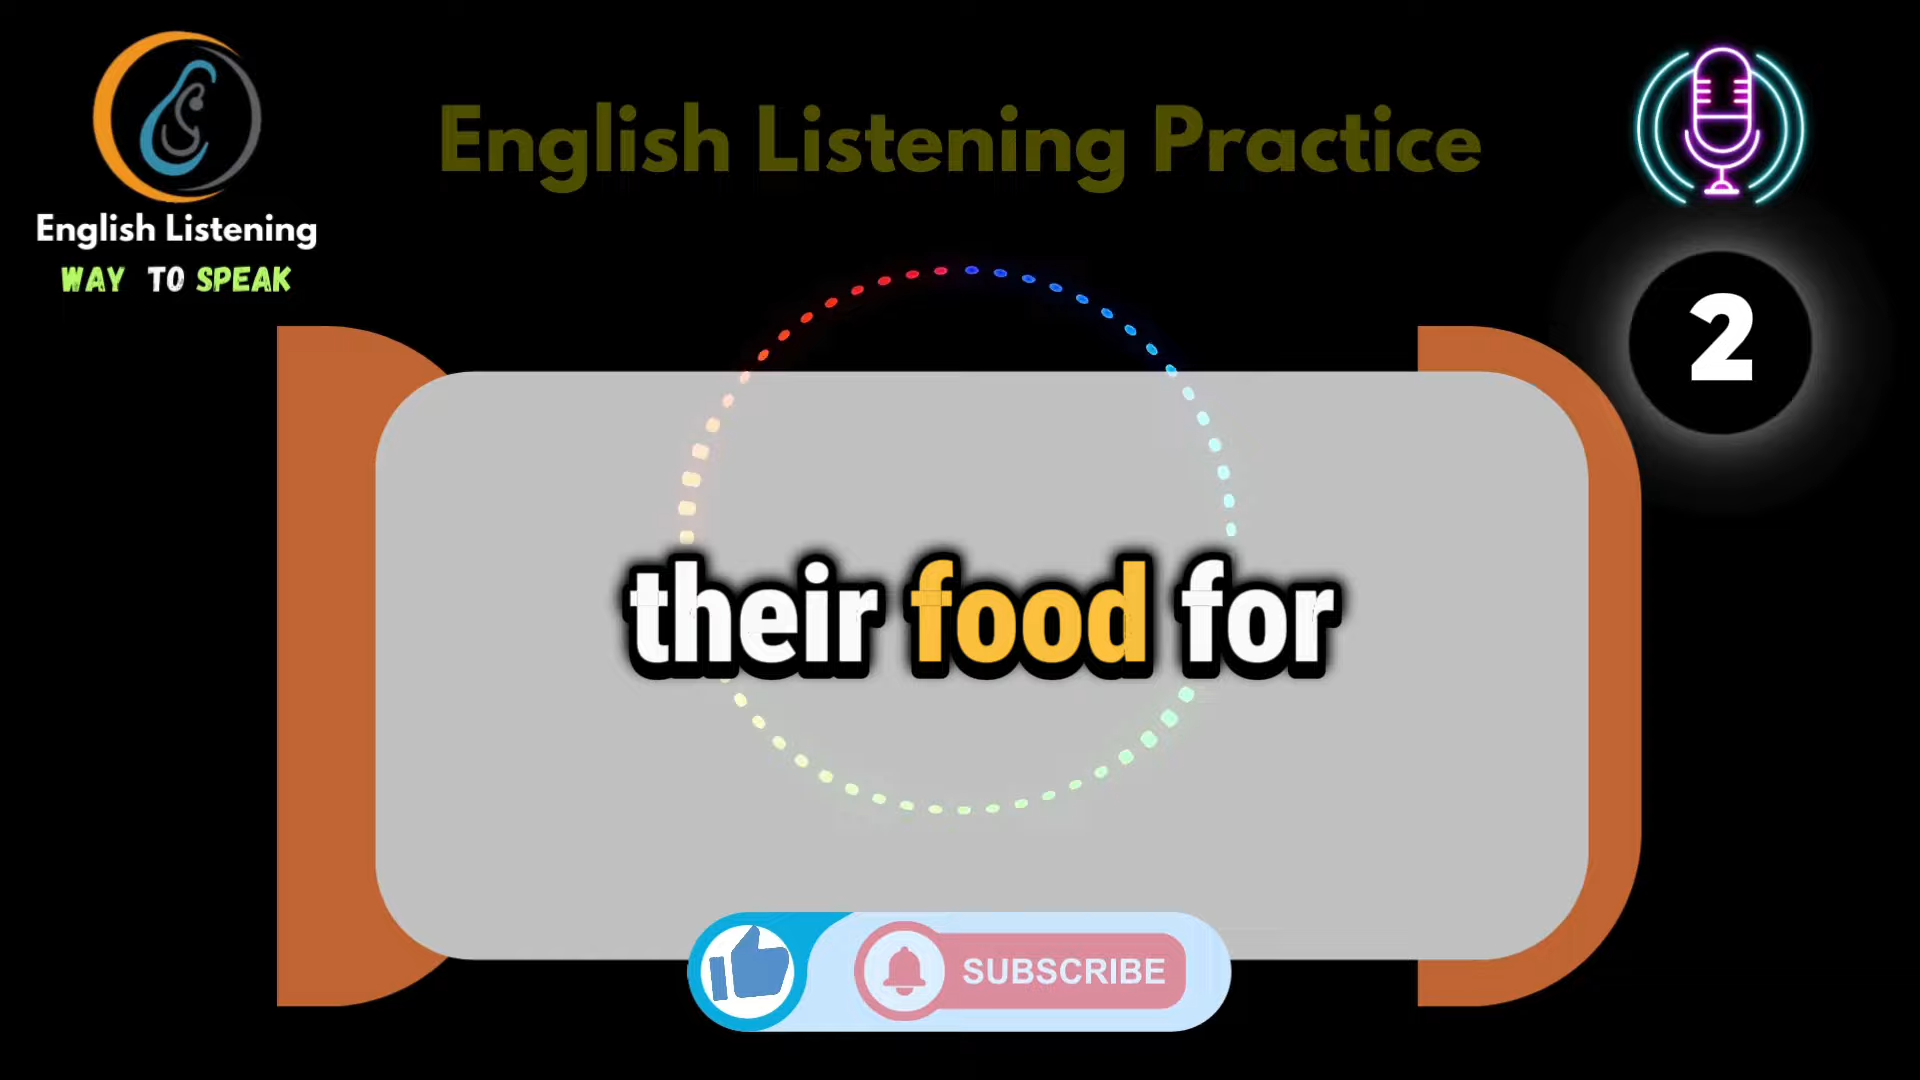 English Listening Practice
English Listening
WAY TO SPEAK
2
their food for
SUBSCRIBE